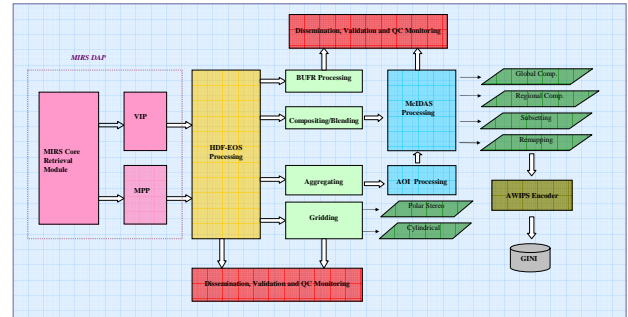 Dissemination, Validation and QC Monitoring
MIRS DAP
MIRS Core
Retrieval
Module
VIP
MPP
HDF-EOS
Processing
BUFR Processing
Compositing/Blending
Aggregating
Gridding
McIDAS
Processing
AOI Processing
Global Comp.
Regional Comp.
Subsetting
Remapping
Polar Stereo
Cylindrical
AWIPS Encoder
GINI
Dissemination, Validation and QC Monitoring